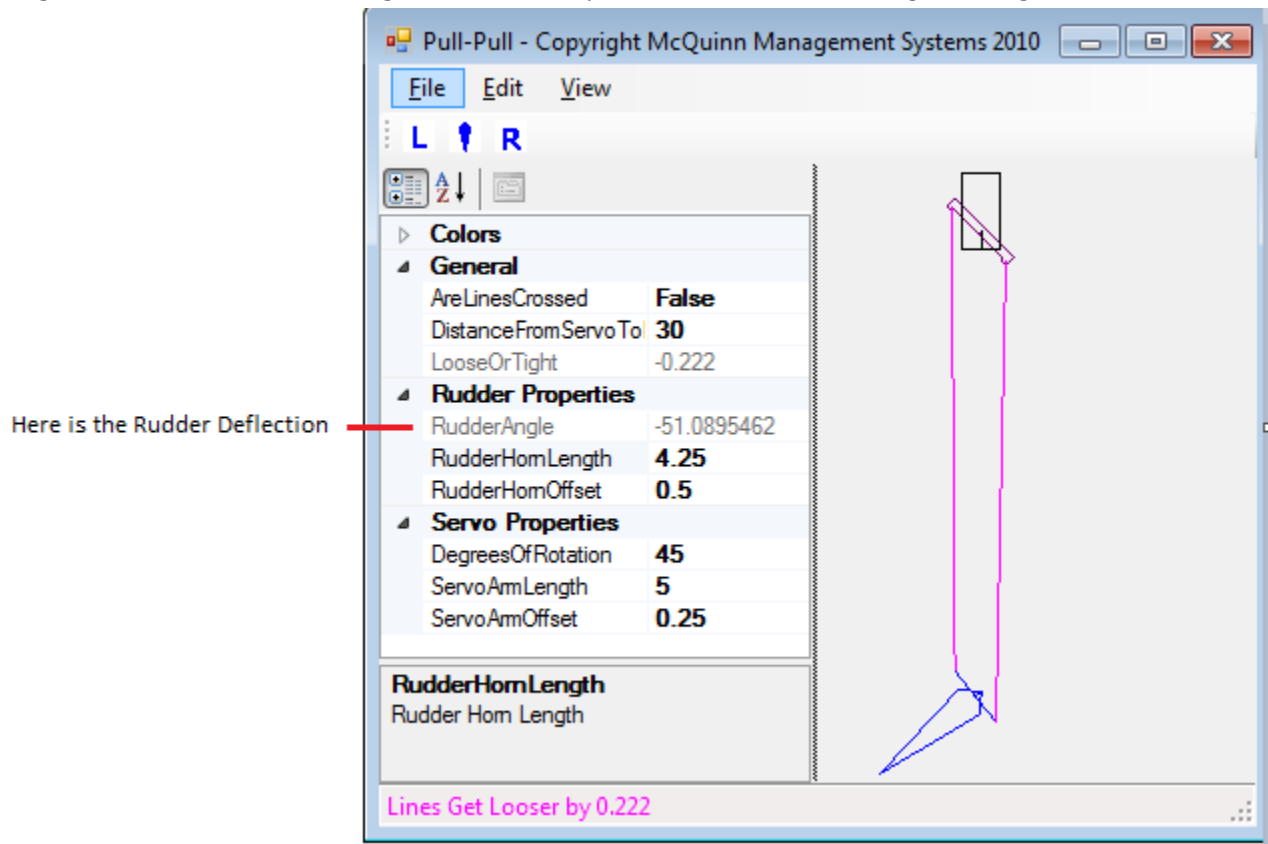 Pull-Pull - Copyright McQuinn Management Systems 2010
File Edit View
L R
A
Z
Colors
General
AreLinesCrossed False
DistanceFromServoTo 30
LooseOrTight -0.222
Rudder Properties
Here is the Rudder Deflection
RudderAngle -51.0895462
RudderHornLength 4.25
RudderHornOffset 0.5
Servo Properties
DegreesOfRotation 45
ServoArmLength 5
ServoArmOffset 0.25
RudderHornLength
Rudder Horn Length
Lines Get Looser by 0.222